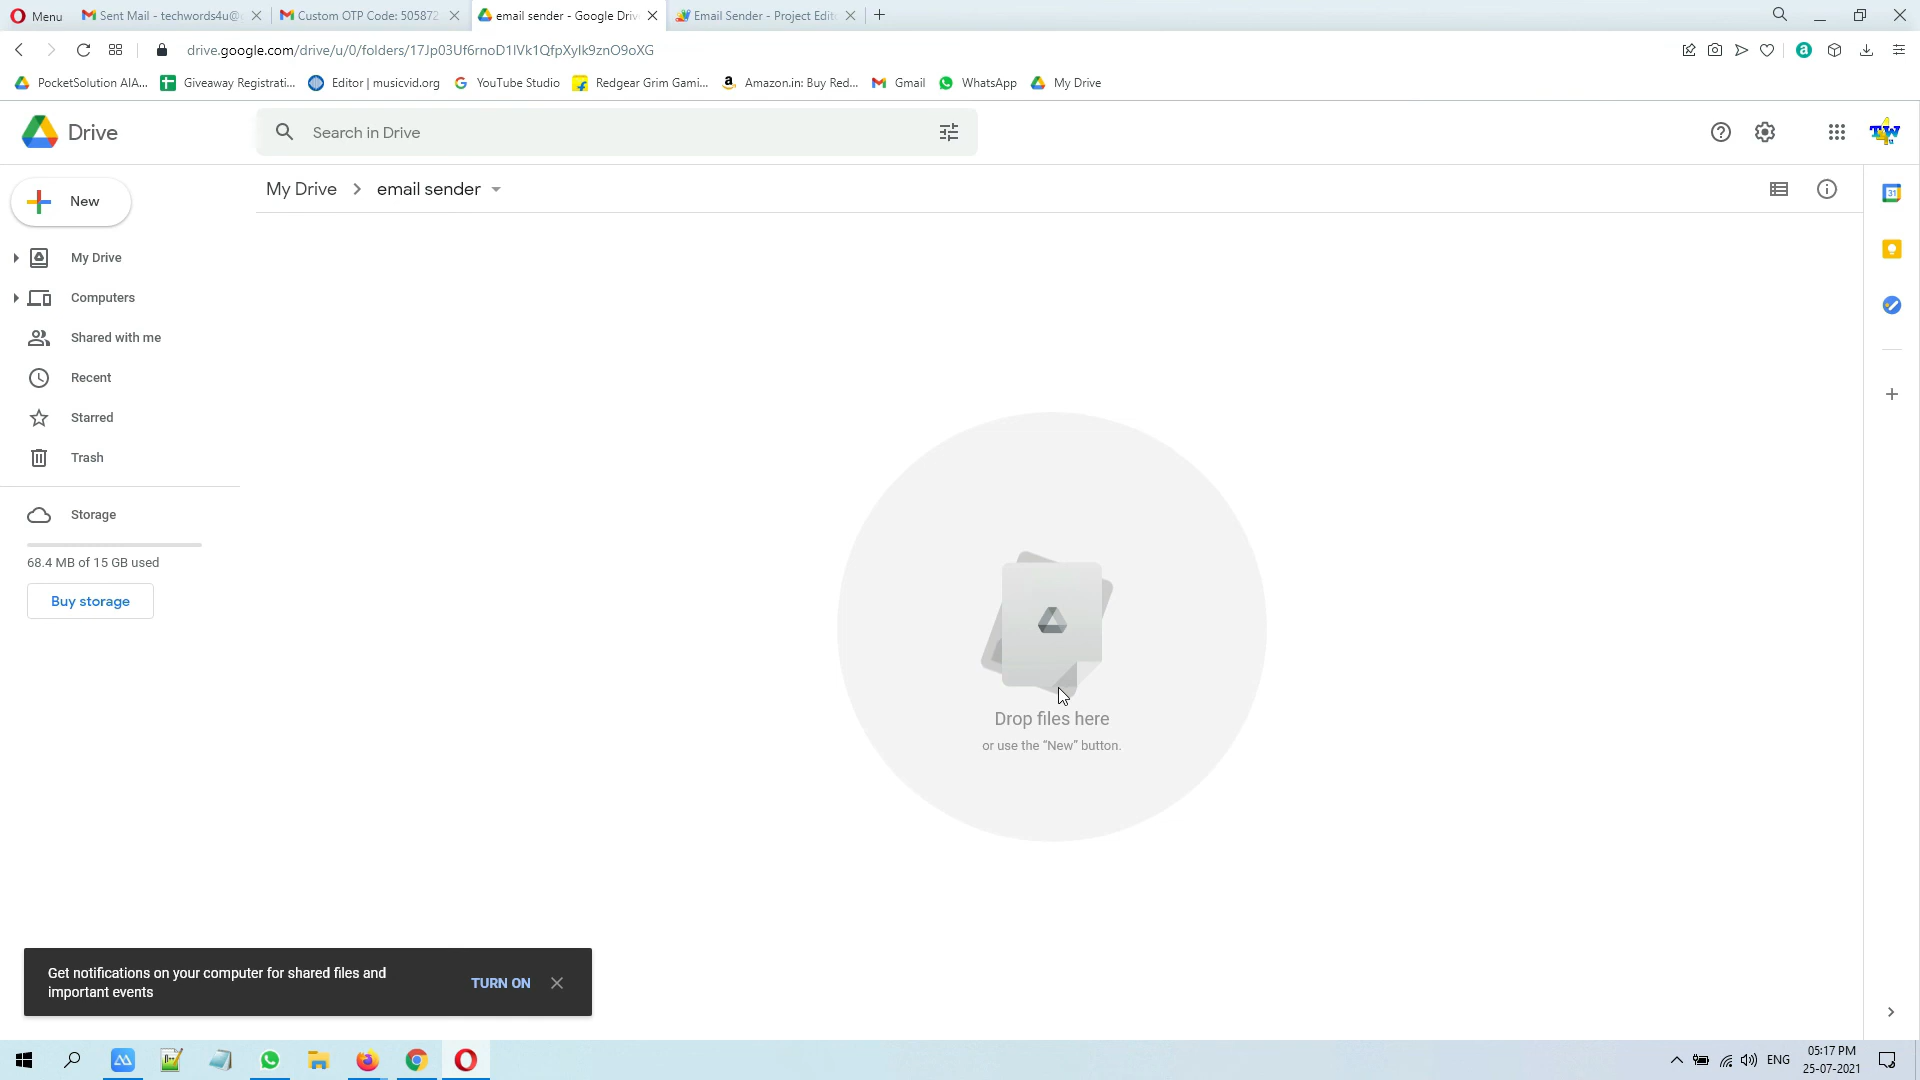 Menu
Sent Mail - techwords4u@
Custom OTP Code: 505872
email sender - Google Driv
Email Sender - Project Edit
drive.google.com/drive/u/0/folders/17Jp03Uf6rnoD1lVk1QfpXyIk9znO9oXG
PocketSolution AIA...
Giveaway Registrati...
Editor | musicvid.org
YouTube Studio
Redgear Grim Gami...
Amazon.in: Buy Red...
Gmail
WhatsApp
My Drive
Drive
Search in Drive
New
My Drive
email sender
My Drive
Computers
Shared with me
Recent
Starred
Trash
Storage
68.4 MB of 15 GB used
Buy storage
Drop files here
or use the “New” button.
Get notifications on your computer for shared files and
important events
TURN ON
ENG
05:17 PM
25-07-2021